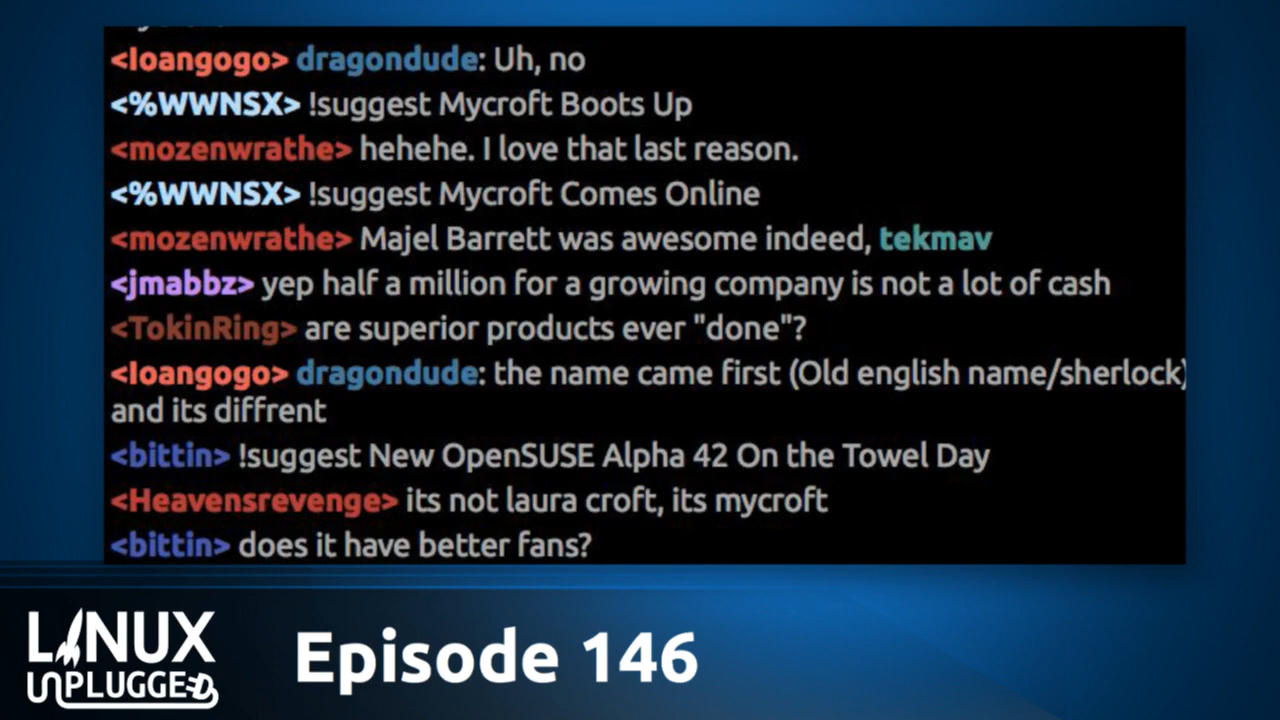 <loangogo> dragondude: Uh, no
<%WWNSX> !suggest Mycroft Boots Up
<mozenwrathe> hehehe. I love that last reason.
<%WWNSX> !suggest Mycroft Comes Online
<mozenwrathe> Majel Barrett was awesome indeed, tekmav
<jmabbz> yep half a million for a growing company is not a lot of cash
<TokinRing> are superior products ever "done"?
<loangogo> dragondude: the name came first (Old english name/sherlock)
and its diffrent
<bittin> !suggest New OpenSUSE Alpha 42 On the Towel Day
<Heavensrevenge> its not laura croft, its mycroft
<bittin> does it have better fans?
LINUX
UNPLUGGED
Episode 146